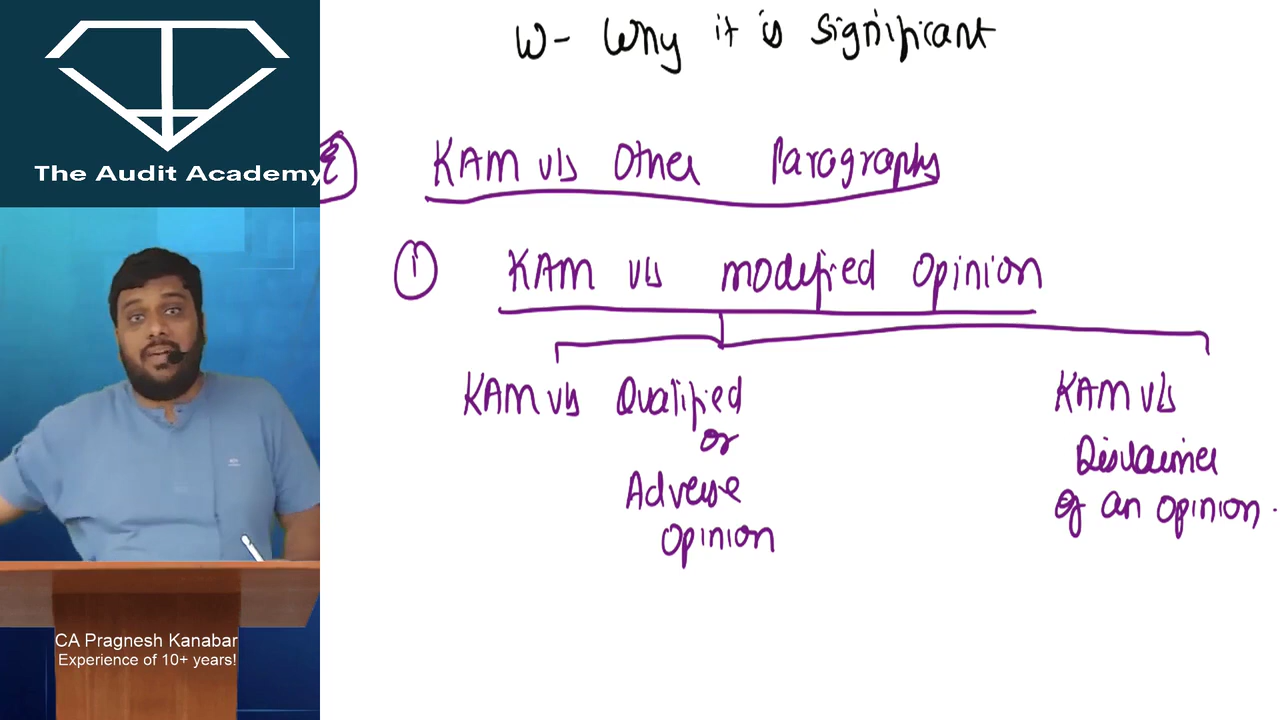 The Audit Academy
W- Why it is significant
KAM v/s Other Paragraphs
① KAM v/s modified Opinion
KAM v/s Qualified
or
Adverse
Opinion
KAM v/s
Disclaimer
of an opinion.
CA Pragnesh Kanabar
Experience of 10+ years!